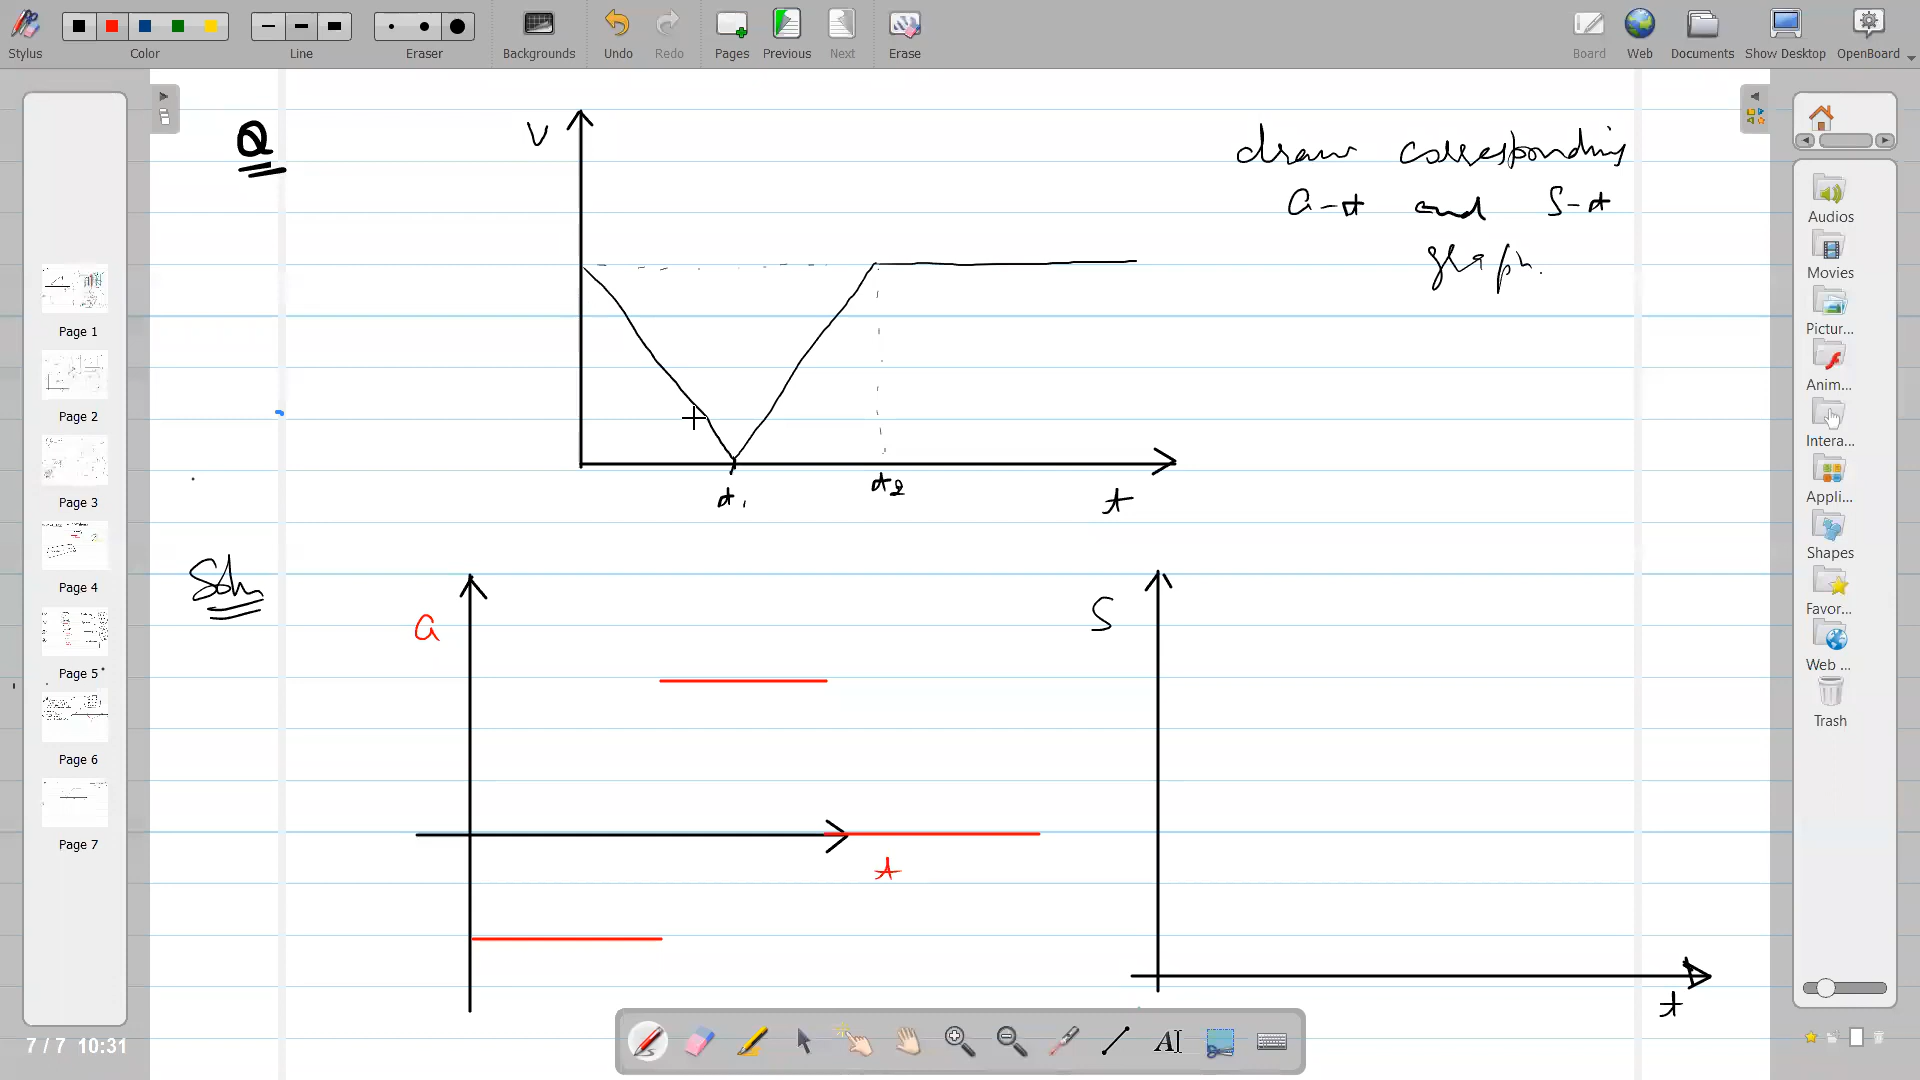 Stylus
Color
Line
Eraser
Backgrounds
Undo
Redo
Pages
Previous
Next
Erase
Board
Web
Documents
Show Desktop
OpenBoard
Q
V
draw corresponding
a-t and s-t
graph.
t1
t2
t
Soln
a
t
S
t
Page 1
Page 2
Page 3
Page 4
Page 5
Page 6
Page 7
7 / 7 10:31
Audios
Movies
Pictur...
Anim...
Intera...
Appli...
Shapes
Favor...
Web ...
Trash